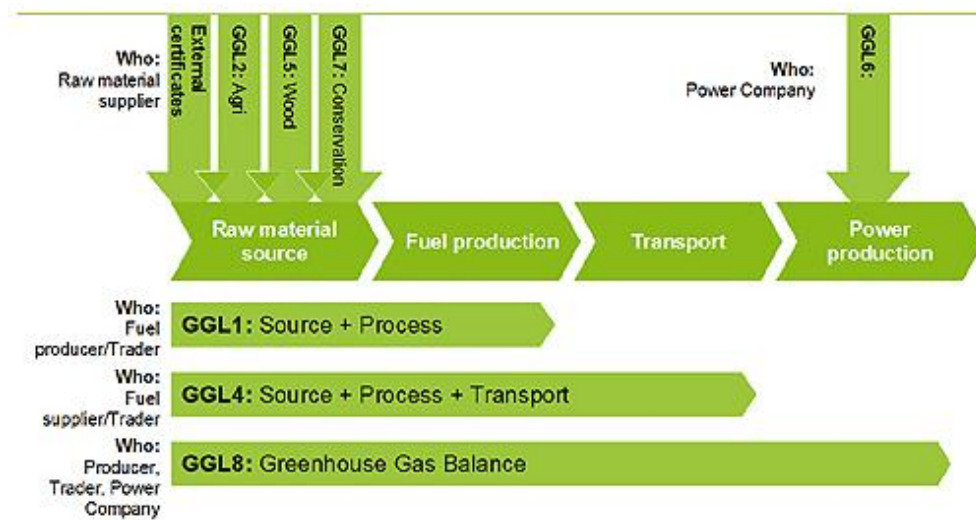 Who:
Raw material
supplier
External
certificates
GGL2: Agri
GGL5: Wood
GGL7: Conservation
Who:
Power Company
GGL6:
Raw material
source
Fuel production
Transport
Power
production
Who:
Fuel
producer/Trader
GGL1: Source + Process
Who:
Fuel
supplier/Trader
GGL4: Source + Process + Transport
Who:
Producer,
Trader, Power
Company
GGL8: Greenhouse Gas Balance